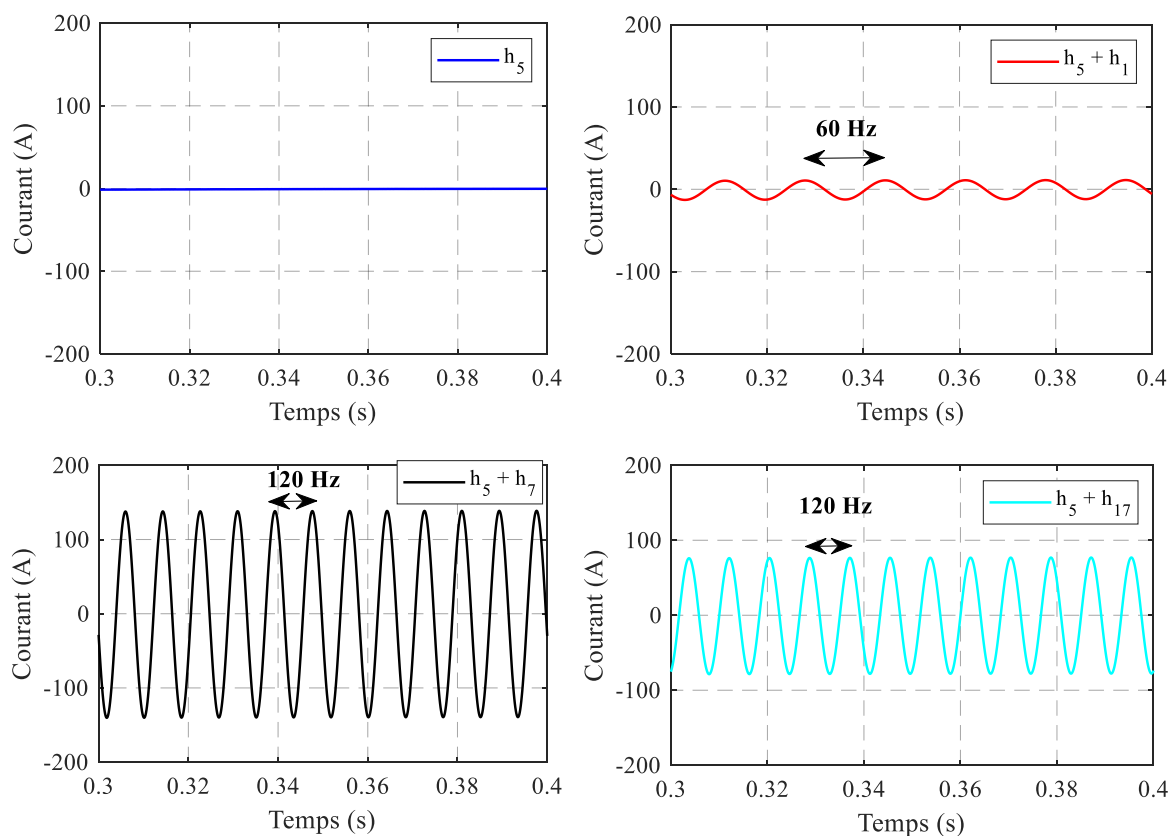 200
100
0
-100
-200
Courant (A)
h5
0.3
0.32
0.34
0.36
0.38
0.4
Temps (s)
200
100
0
-100
-200
Courant (A)
h5 + h1
60 Hz
0.3
0.32
0.34
0.36
0.38
0.4
Temps (s)
200
100
0
-100
-200
Courant (A)
120 Hz
h5 + h7
0.3
0.32
0.34
0.36
0.38
0.4
Temps (s)
200
100
0
-100
-200
Courant (A)
120 Hz
h5 + h17
0.3
0.32
0.34
0.36
0.38
0.4
Temps (s)